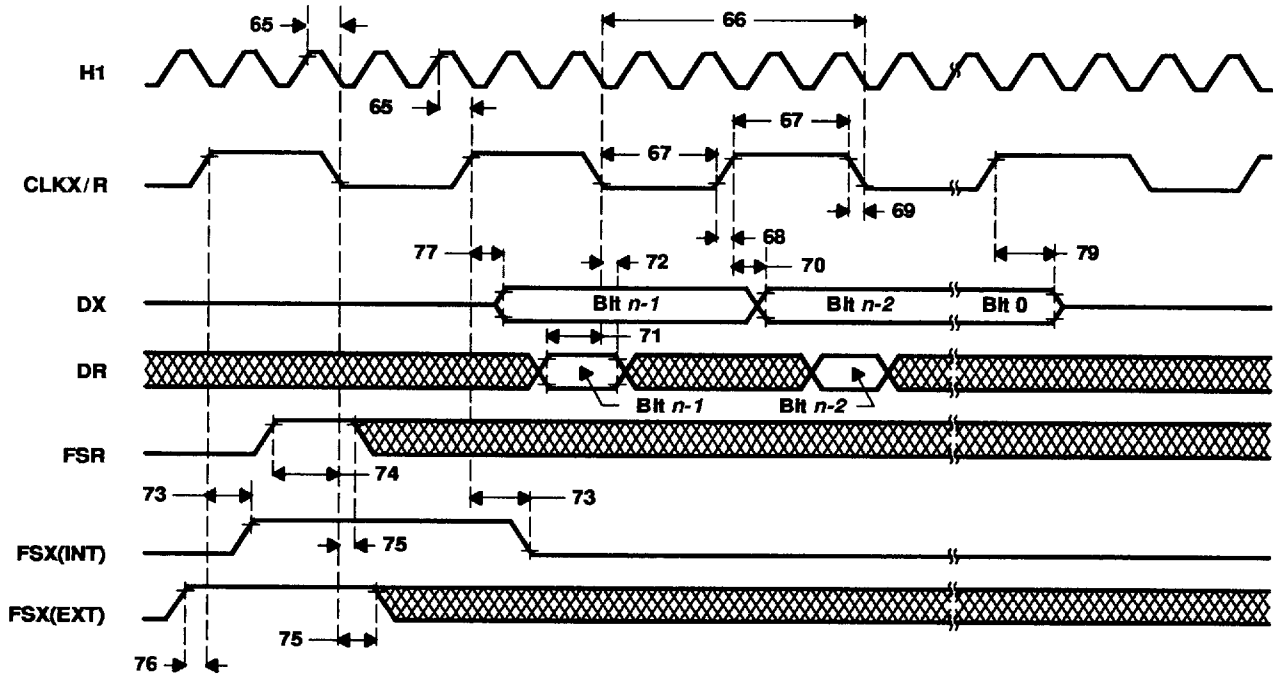 65
66
H1
65
67
67
CLKX/R
69
68
77
72
70
79
DX
Bit n-1
Bit n-2
Bit 0
71
DR
Bit n-1
Bit n-2
FSR
74
73
73
75
FSX(INT)
FSX(EXT)
75
76